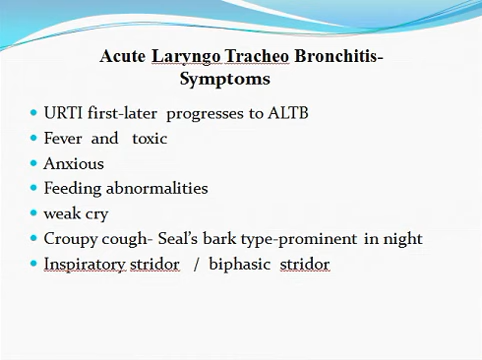 Acute Laryngo Tracheo Bronchitis-
Symptoms
• URTI first-later progresses to ALTB
• Fever and toxic
• Anxious
• Feeding abnormalities
• weak cry
• Croupy cough- Seal's bark type-prominent in night
• Inspiratory stridor / biphasic stridor